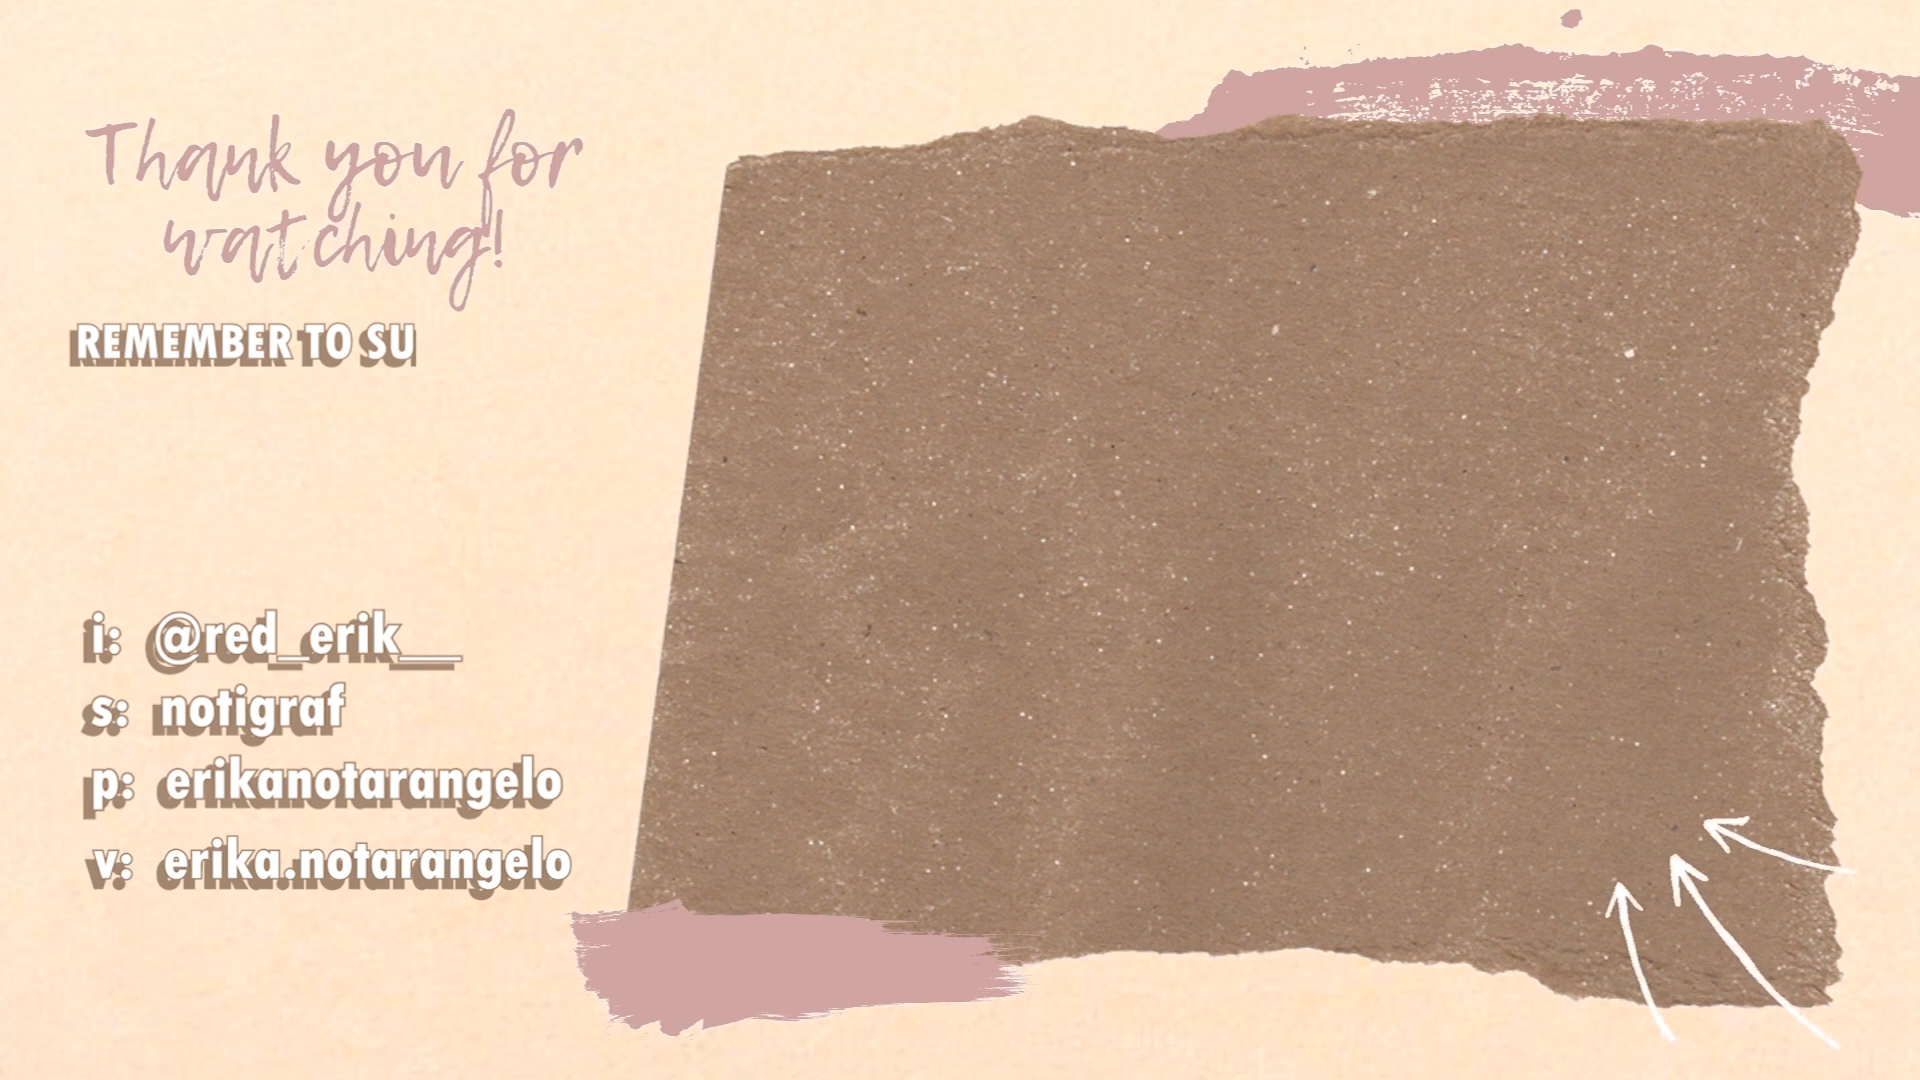 Thank you for
watching!
REMEMBER TO SU
i: @red_erik__
s: notigraf
p: erikanotarangelo
v: erika.notarangelo